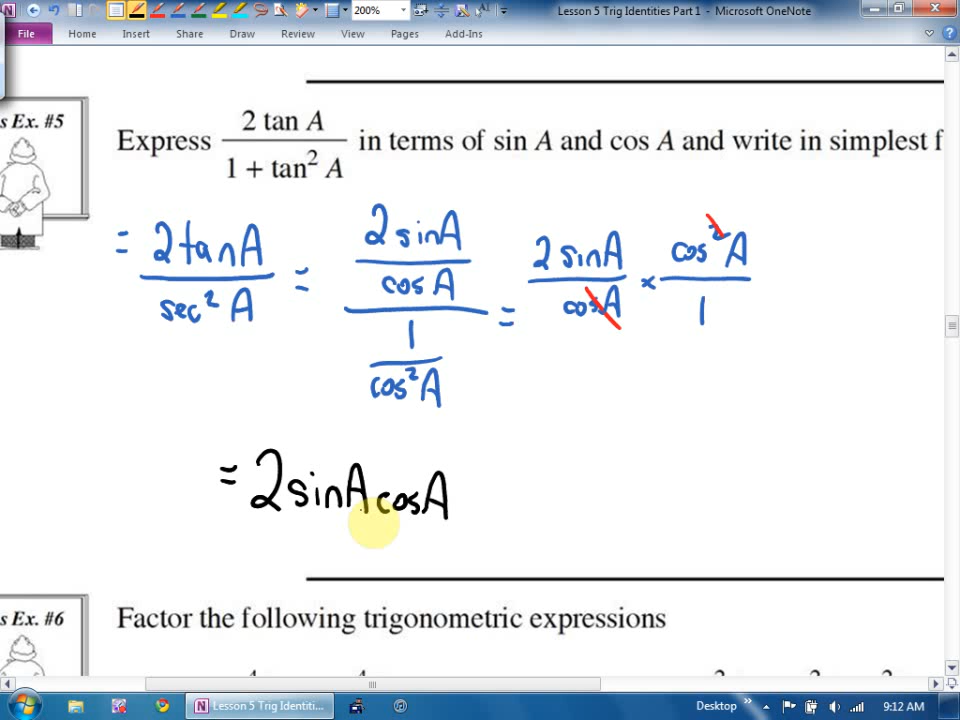 Lesson 5 Trig Identities Part 1 - Microsoft OneNote
200%
File Home Insert Share Draw Review View Pages Add-Ins
s Ex. #5
Express 2 tan A / 1 + tan² A in terms of sin A and cos A and write in simplest f
= 2tanA / sec²A = 2sinA / cosA / 1 / cos²A = 2sinA / cosA × cos²A / 1
= 2sinAcosA
s Ex. #6
Factor the following trigonometric expressions
Lesson 5 Trig Identiti...
Desktop
9:12 AM